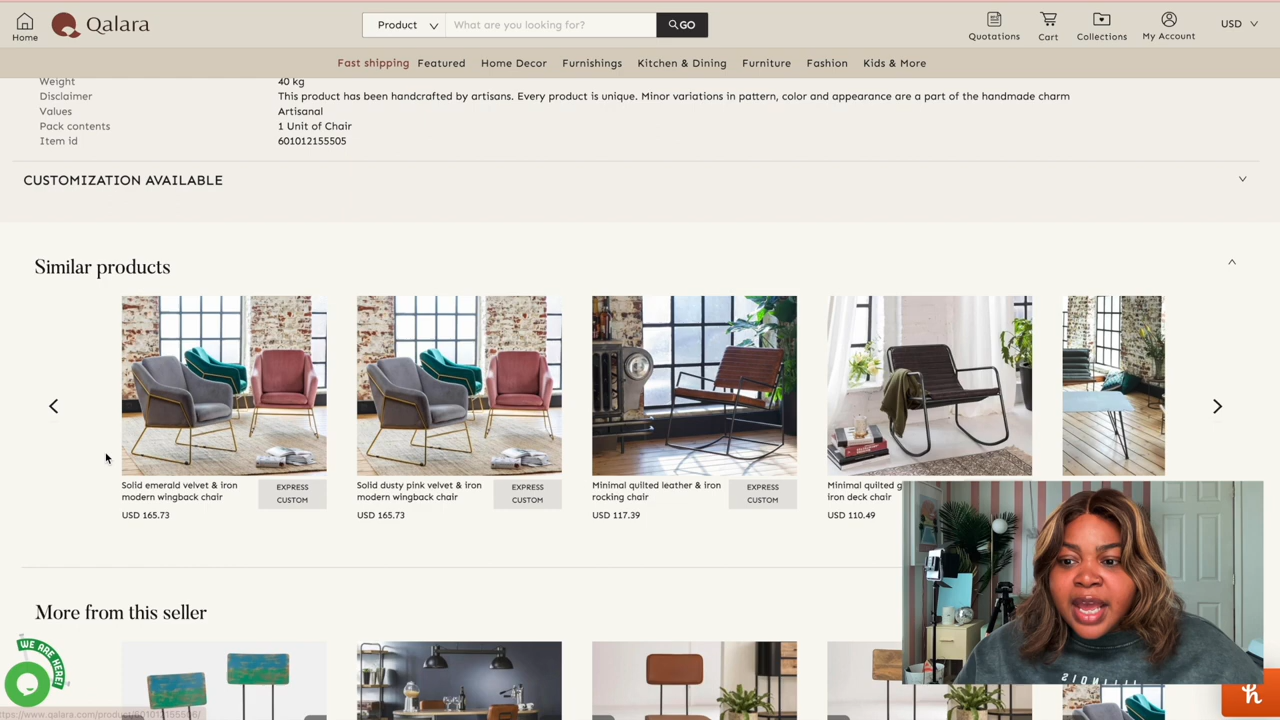 Home
Qalara
Product
What are you looking for?
GO
Quotations
Cart
Collections
My Account
USD
Fast shipping
Featured
Home Decor
Furnishings
Kitchen & Dining
Furniture
Fashion
Kids & More
Weight 40 kg
Disclaimer This product has been handcrafted by artisans. Every product is unique. Minor variations in pattern, color and appearance are a part of the handmade charm
Values Artisanal
Pack contents 1 Unit of Chair
Item id 601012155505
CUSTOMIZATION AVAILABLE
Similar products
Solid emerald velvet & iron
modern wingback chair
EXPRESS
CUSTOM
USD 165.73
Solid dusty pink velvet & iron
modern wingback chair
EXPRESS
CUSTOM
USD 165.73
Minimal quilted leather & iron
rocking chair
EXPRESS
CUSTOM
USD 117.39
Minimal quilted g
iron deck chair
USD 110.49
More from this seller
WE ARE HERE!
h